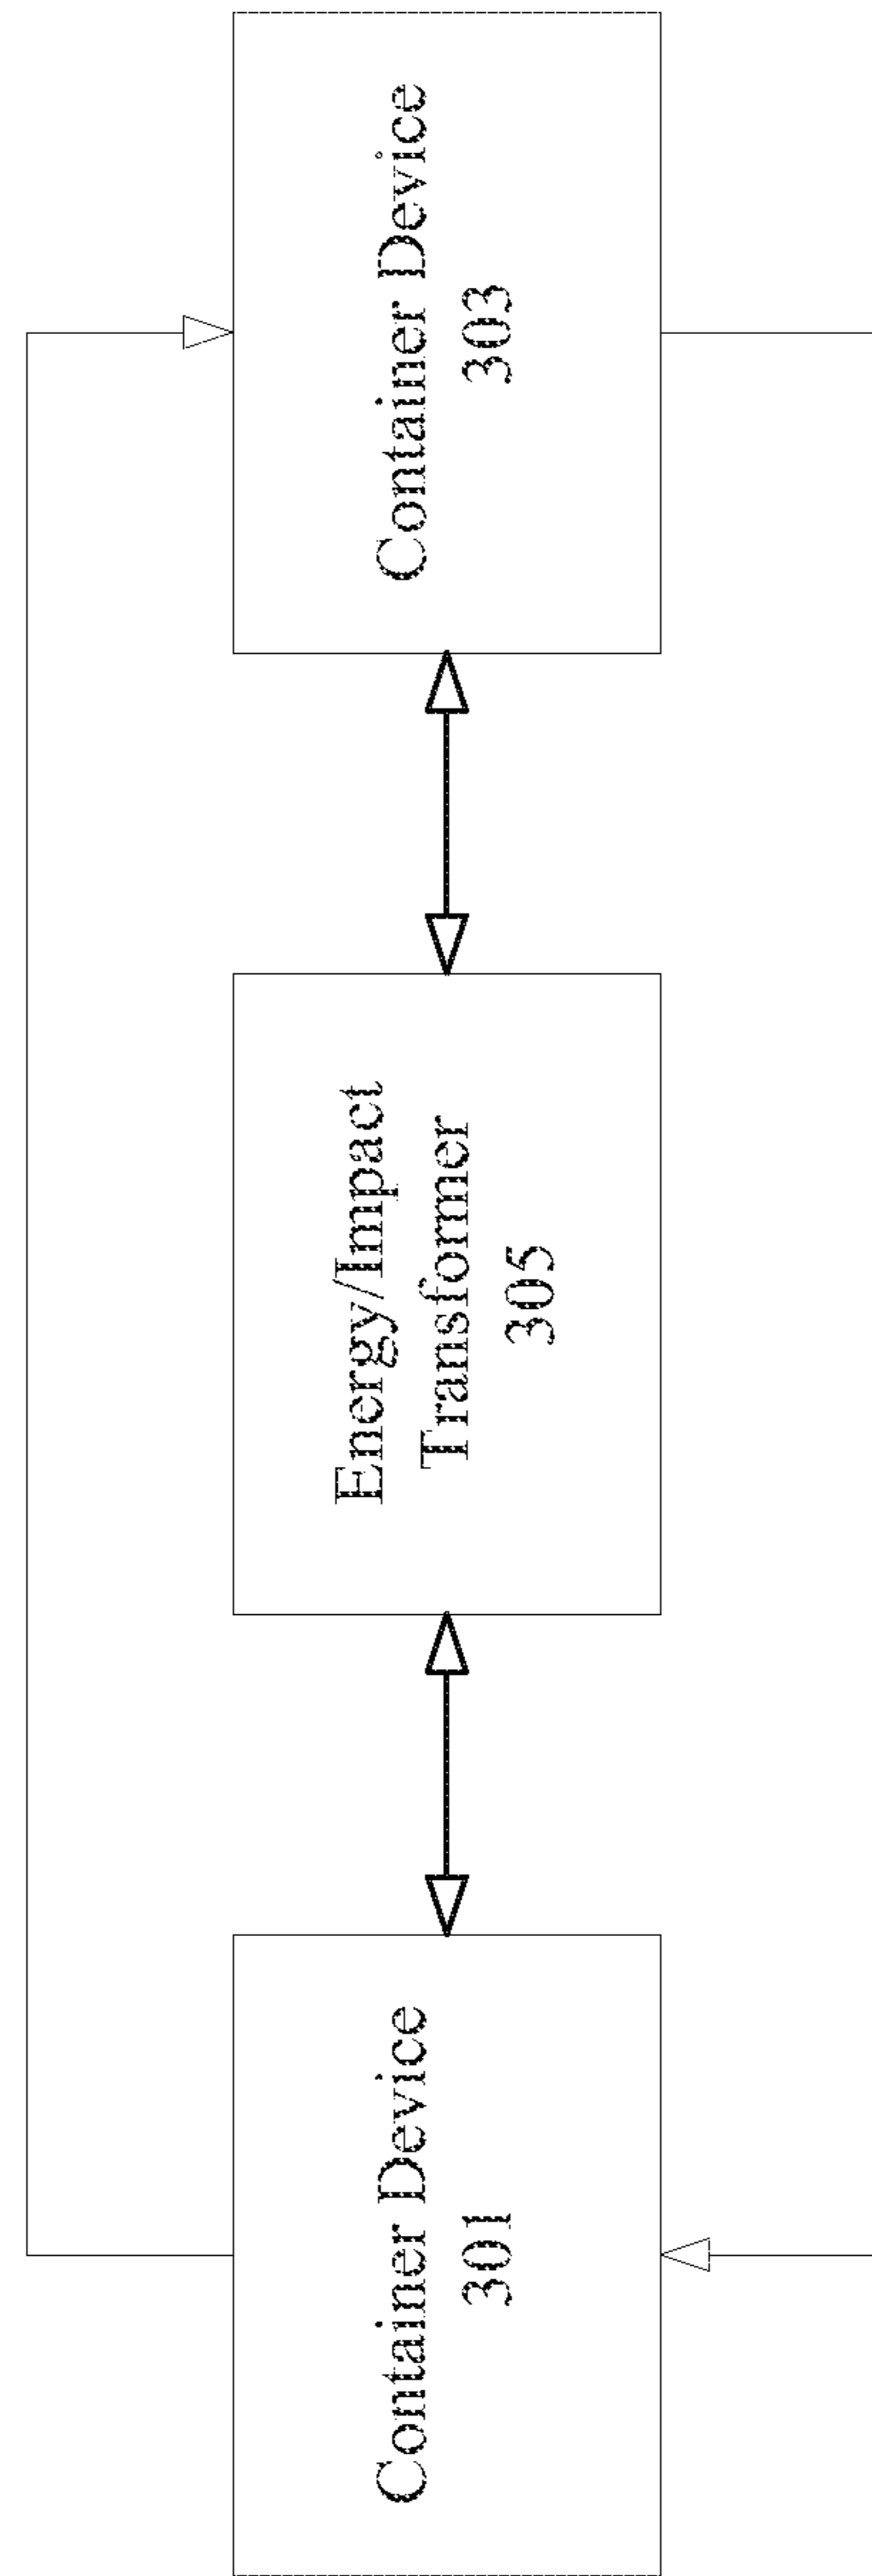 Container Device
301
Energy/Impact
Transformer
305
Container Device
303